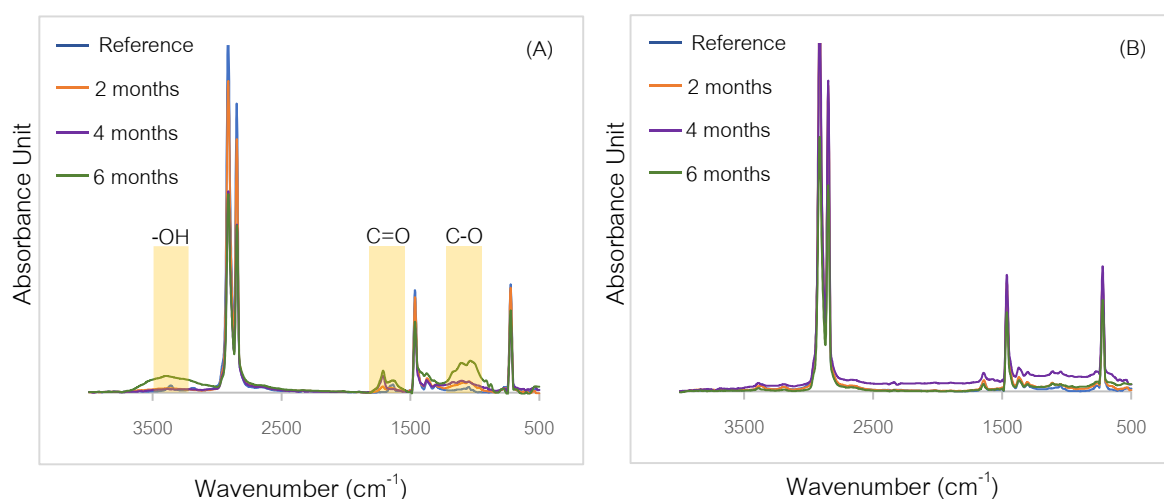 (A)
Reference
2 months
4 months
6 months
-OH
C=O
C-O
Absorbance Unit
3500
2500
1500
500
Wavenumber (cm-1)
(B)
Reference
2 months
4 months
6 months
Absorbance Unit
3500
2500
1500
500
Wavenumber (cm-1)